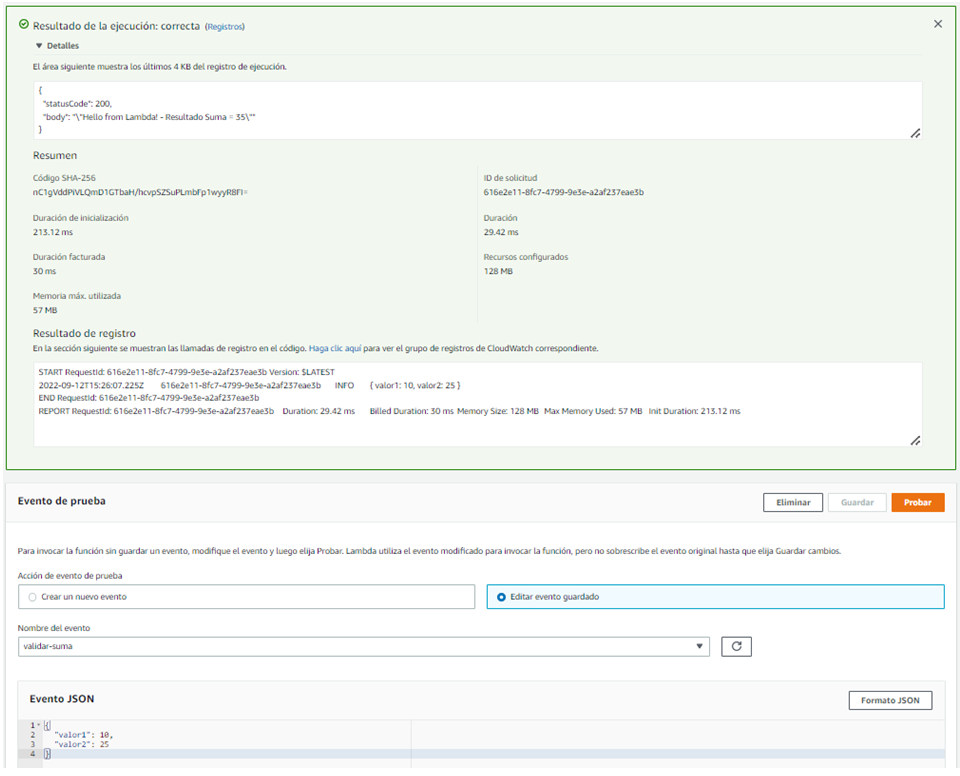 Resultado de la ejecución: correcta (Registros)
Detalles
El área siguiente muestra los últimos 4 KB del registro de ejecución.
{
"statusCode": 200,
"body": "\"Hello from Lambda! - Resultado Suma = 35\""
}
Resumen
Código SHA-256
nC1gVddPiVLQmD1GTbaH/hcvpSZSuPLmbFp1wyyR8FI=
ID de solicitud
616e2e11-8fc7-4799-9e3e-a2af237eae3b
Duración de inicialización
213.12 ms
Duración
29.42 ms
Duración facturada
30 ms
Recursos configurados
128 MB
Memoria máx. utilizada
57 MB
Resultado de registro
En la sección siguiente se muestran las llamadas de registro en el código. Haga clic aquí para ver el grupo de registros de CloudWatch correspondiente.
START RequestId: 616e2e11-8fc7-4799-9e3e-a2af237eae3b Version: $LATEST
2022-09-12T15:26:07.225Z 616e2e11-8fc7-4799-9e3e-a2af237eae3b INFO { valor1: 10, valor2: 25 }
END RequestId: 616e2e11-8fc7-4799-9e3e-a2af237eae3b
REPORT RequestId: 616e2e11-8fc7-4799-9e3e-a2af237eae3b Duration: 29.42 ms Billed Duration: 30 ms Memory Size: 128 MB Max Memory Used: 57 MB Init Duration: 213.12 ms
Evento de prueba
Eliminar
Guardar
Probar
Para invocar la función sin guardar un evento, modifique el evento y luego elija Probar. Lambda utiliza el evento modificado para invocar la función, pero no sobrescribe el evento original hasta que elija Guardar cambios.
Acción de evento de prueba
Crear un nuevo evento
Editar evento guardado
Nombre del evento
validar-suma
Evento JSON
Formato JSON
1 {
2 "valor1": 10,
3 "valor2": 25
4 }